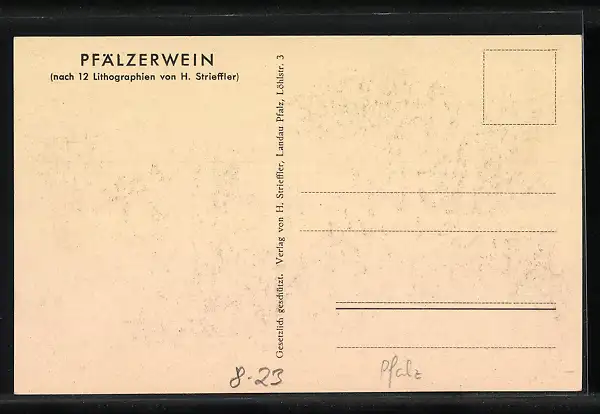 PFÄLZERWEIN
(nach 12 Lithographien von H. Strieffler)
Gesetzlich geschützt. Verlag von H. Strieffler, Landau Pfalz, Löhlstr. 3
8-23
Pfalz